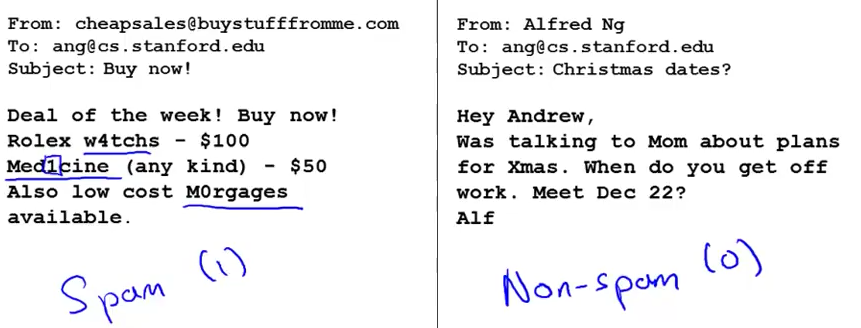 From: cheapsales@buystufffromme.com
To: ang@cs.stanford.edu
Subject: Buy now!
Deal of the week! Buy now!
Rolex w4tchs - $100
Med1cine (any kind) - $50
Also low cost M0rgages
available.
Spam (1)
From: Alfred Ng
To: ang@cs.stanford.edu
Subject: Christmas dates?
Hey Andrew,
Was talking to Mom about plans
for Xmas. When do you get off
work. Meet Dec 22?
Alf
Non-spam (0)